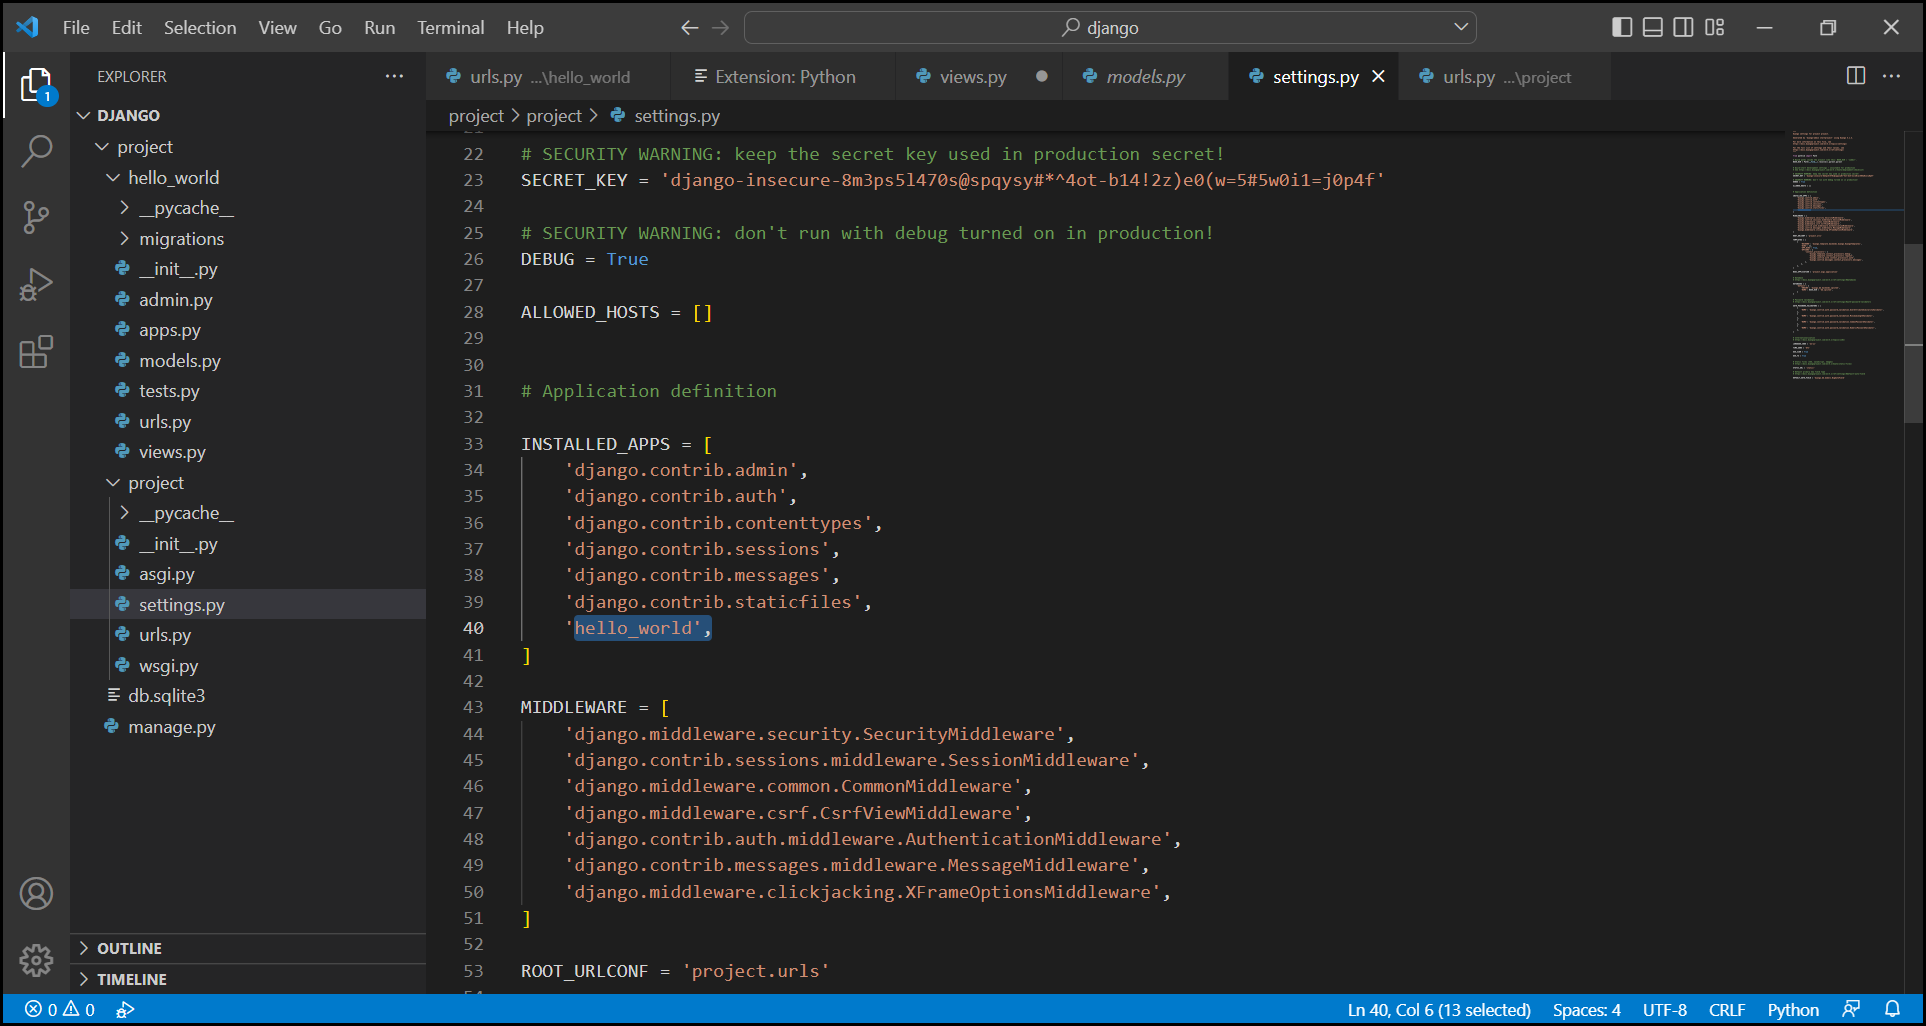 File Edit Selection View Go Run Terminal Help
django
EXPLORER
urls.py ...\hello_world
Extension: Python
views.py
models.py
settings.py
urls.py ...\project
1
DJANGO
project
hello_world
__pycache__
migrations
__init__.py
admin.py
apps.py
models.py
tests.py
urls.py
views.py
project
__pycache__
__init__.py
asgi.py
settings.py
urls.py
wsgi.py
db.sqlite3
manage.py
OUTLINE
TIMELINE
project > project > settings.py
22 # SECURITY WARNING: keep the secret key used in production secret!
23 SECRET_KEY = 'django-insecure-8m3ps5l470s@spqysy#*^4ot-b14!2z)e0(w=5#5w0i1=j0p4f'
24
25 # SECURITY WARNING: don't run with debug turned on in production!
26 DEBUG = True
27
28 ALLOWED_HOSTS = []
29
30
31 # Application definition
32
33 INSTALLED_APPS = [
34 'django.contrib.admin',
35 'django.contrib.auth',
36 'django.contrib.contenttypes',
37 'django.contrib.sessions',
38 'django.contrib.messages',
39 'django.contrib.staticfiles',
40 'hello_world',
41 ]
42
43 MIDDLEWARE = [
44 'django.middleware.security.SecurityMiddleware',
45 'django.contrib.sessions.middleware.SessionMiddleware',
46 'django.middleware.common.CommonMiddleware',
47 'django.middleware.csrf.CsrfViewMiddleware',
48 'django.contrib.auth.middleware.AuthenticationMiddleware',
49 'django.contrib.messages.middleware.MessageMiddleware',
50 'django.middleware.clickjacking.XFrameOptionsMiddleware',
51 ]
52
53 ROOT_URLCONF = 'project.urls'
0 0
Ln 40, Col 6 (13 selected) Spaces: 4 UTF-8 CRLF Python